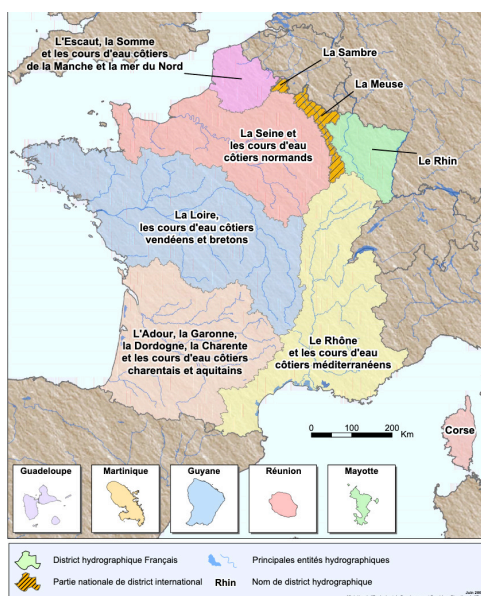 L'Escaut, la Somme
et les cours d'eau côtiers
de la Manche et la mer du Nord
La Sambre
La Meuse
La Seine et
les cours d'eau
côtiers normands
Le Rhin
La Loire,
les cours d'eau côtiers
vendéens et bretons
L'Adour, la Garonne,
la Dordogne, la Charente
et les cours d'eau côtiers
charentais et aquitains
Le Rhône
et les cours d'eau
côtiers méditerranéens
0 50 100 200
Km
Corse
Guadeloupe
Martinique
Guyane
Réunion
Mayotte
District hydrographique Français
Principales entités hydrographiques
Partie nationale de district international
Rhin Nom de district hydrographique